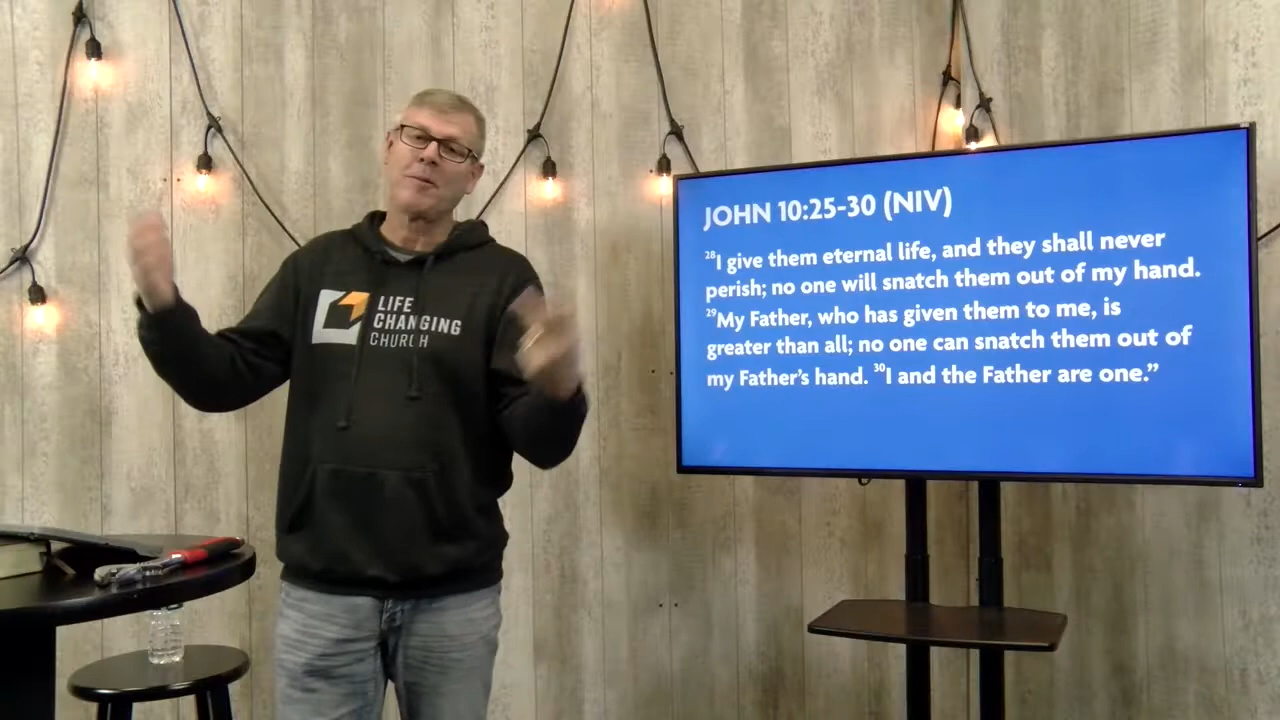 LIFE
CHANGING
CHURCH
JOHN 10:25-30 (NIV)
²⁸I give them eternal life, and they shall never
perish; no one will snatch them out of my hand.
²⁹My Father, who has given them to me, is
greater than all; no one can snatch them out of
my Father’s hand. ³⁰I and the Father are one.”